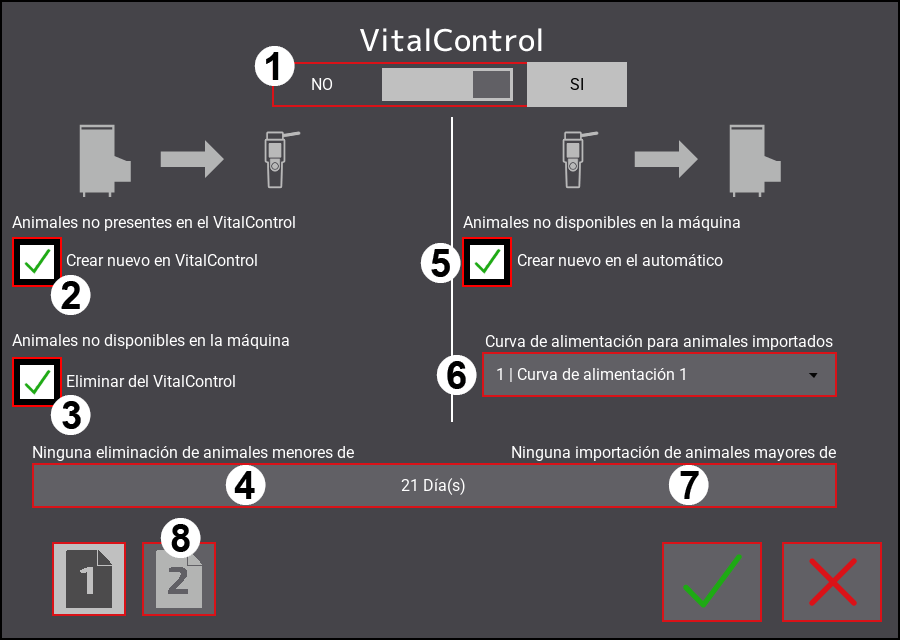 VitalControl
1
NO
SI
Animales no presentes en el VitalControl
Animales no disponibles en la máquina
Crear nuevo en VitalControl
2
5
Crear nuevo en el automático
Animales no disponibles en la máquina
Curva de alimentación para animales importados
Eliminar del VitalControl
3
6
1 | Curva de alimentación 1
Ninguna eliminación de animales menores de
Ninguna importación de animales mayores de
4
21 Día(s)
7
8
1
2